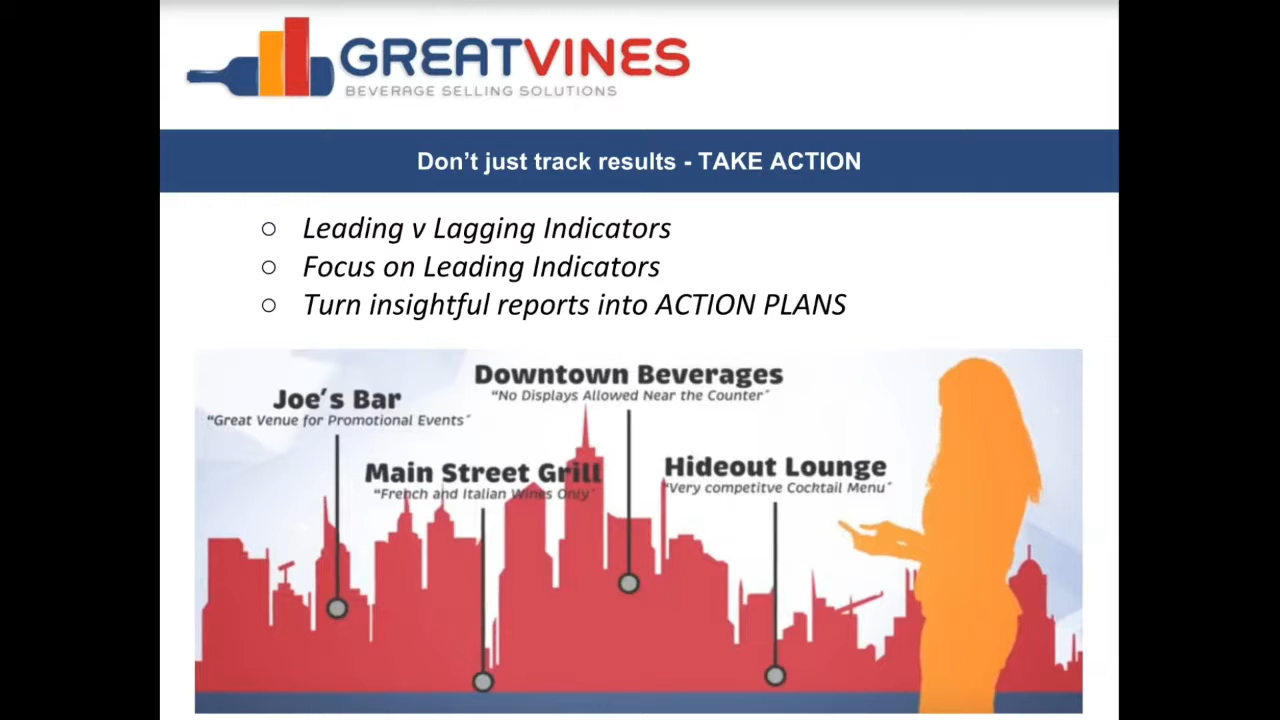 GREATVINES
BEVERAGE SELLING SOLUTIONS
Don't just track results - TAKE ACTION
○ Leading v Lagging Indicators
○ Focus on Leading Indicators
○ Turn insightful reports into ACTION PLANS
Downtown Beverages
"No Displays Allowed Near the Counter"
Joe's Bar
"Great Venue for Promotional Events"
Main Street Grill
"French and Italian Wines Only"
Hideout Lounge
"Very competitve Cocktail Menu"